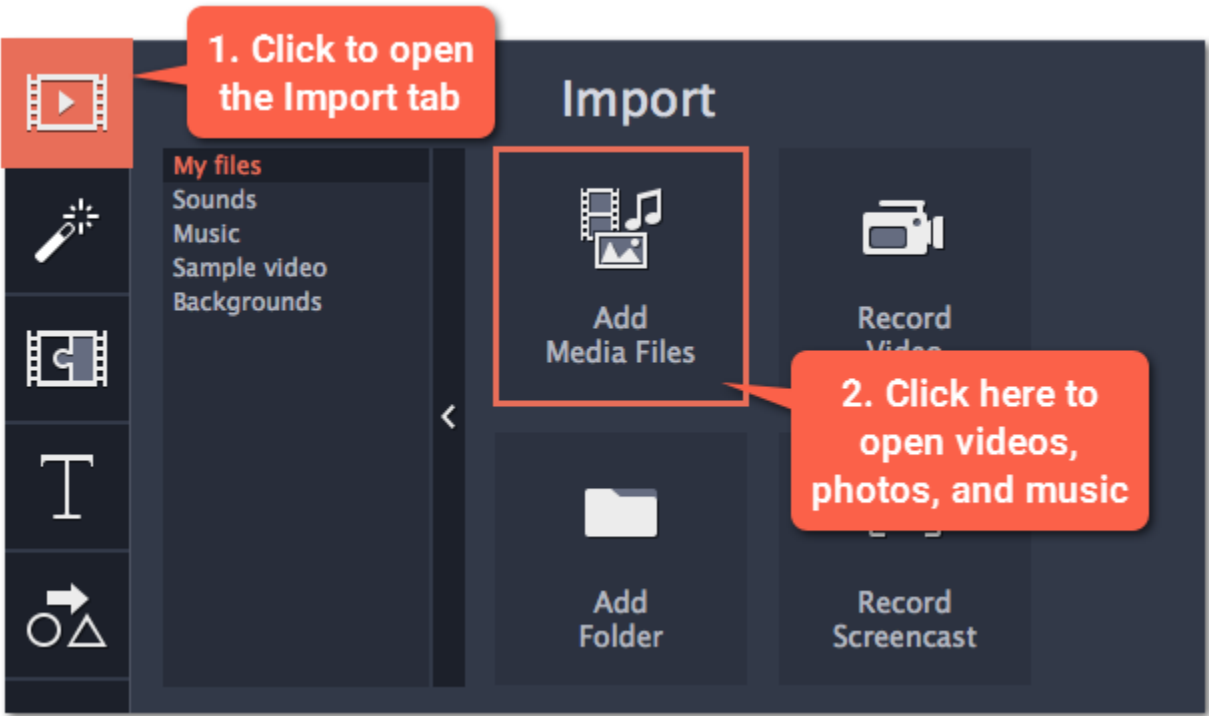 1. Click to open
the Import tab
Import
My files
Sounds
Music
Sample video
Backgrounds
Add
Media Files
Record
Video
2. Click here to
open videos,
photos, and music
Add
Folder
Record
Screencast